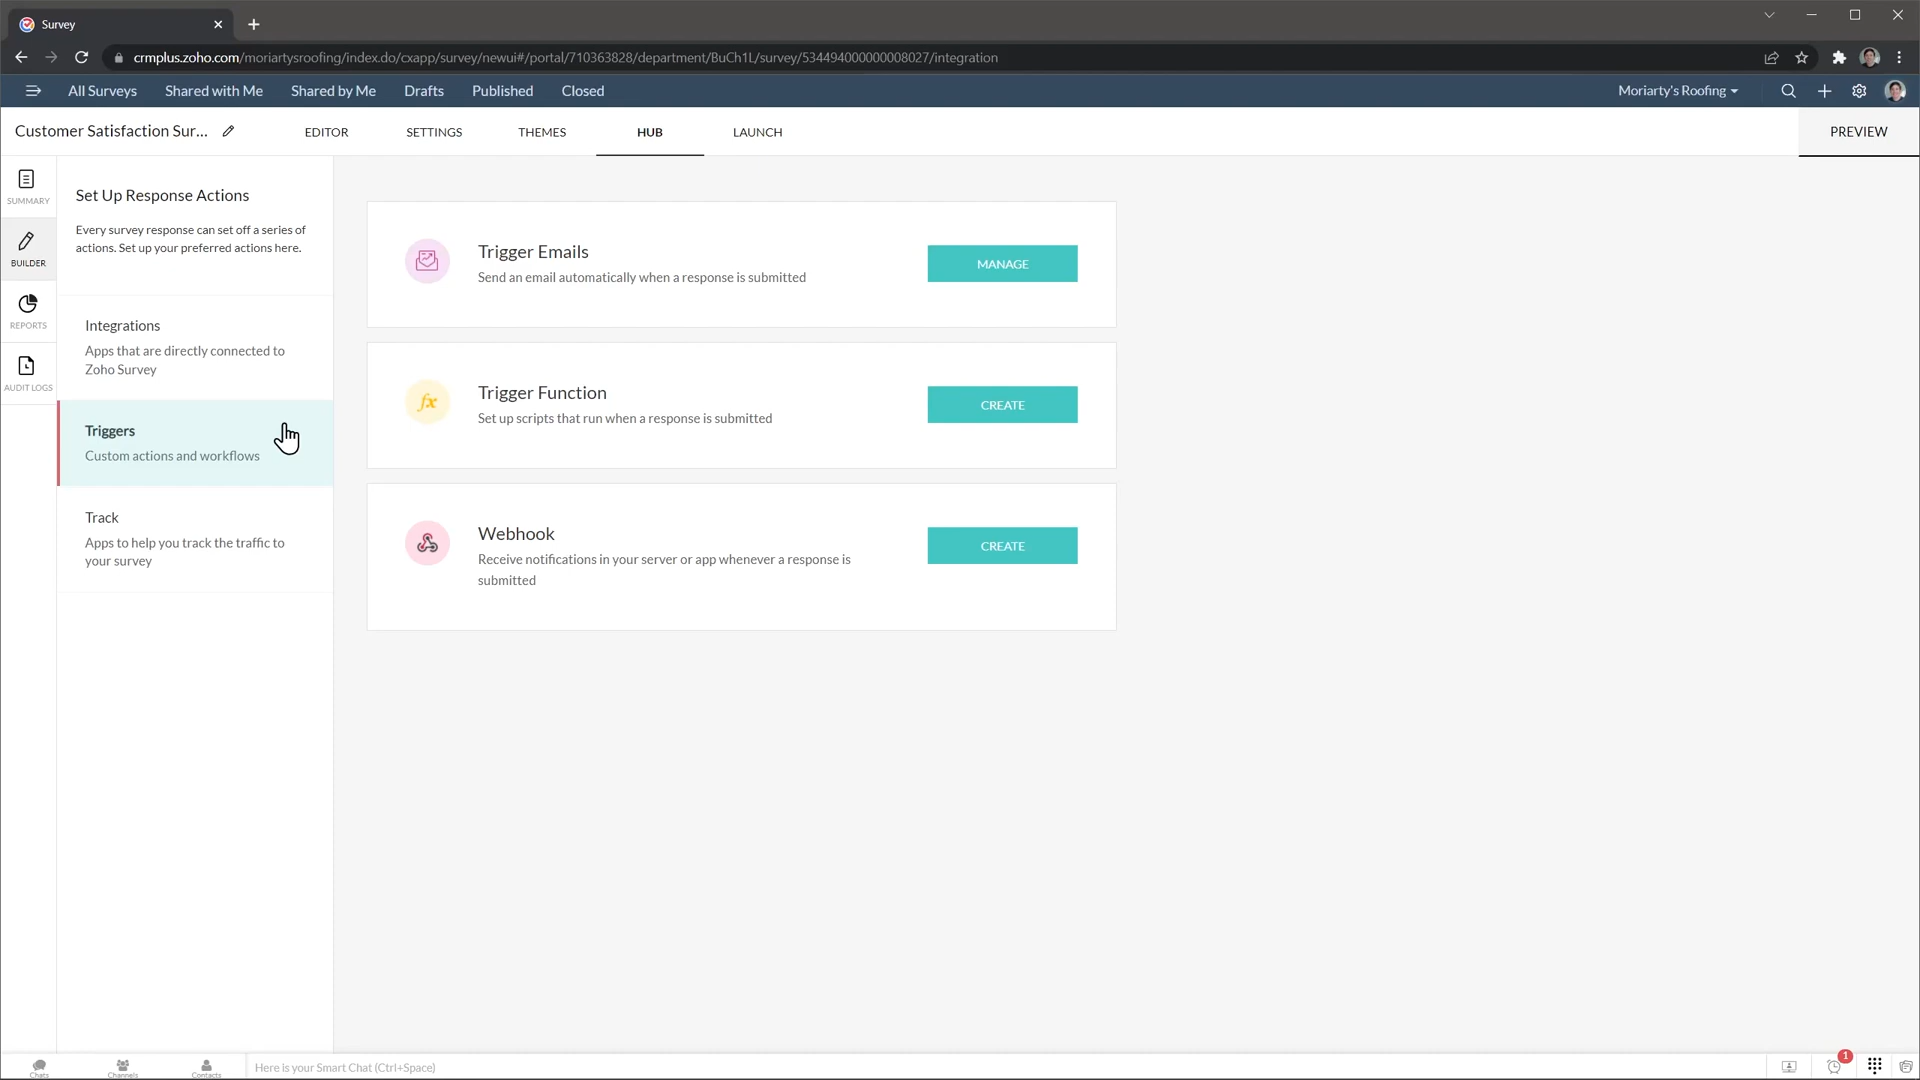 Survey
crmplus.zoho.com/moriartysroofing/index.do/cxapp/survey/newui#/portal/710363828/department/BuCh1L/survey/534494000000008027/integration
All Surveys
Shared with Me
Shared by Me
Drafts
Published
Closed
Moriarty's Roofing
Customer Satisfaction Sur...
EDITOR
SETTINGS
THEMES
HUB
LAUNCH
PREVIEW
SUMMARY
BUILDER
REPORTS
AUDIT LOGS
Set Up Response Actions
Every survey response can set off a series of
actions. Set up your preferred actions here.
Integrations
Apps that are directly connected to
Zoho Survey
Triggers
Custom actions and workflows
Track
Apps to help you track the traffic to
your survey
Trigger Emails
Send an email automatically when a response is submitted
MANAGE
fx
Trigger Function
Set up scripts that run when a response is submitted
CREATE
Webhook
Receive notifications in your server or app whenever a response is
submitted
CREATE
Chats
Channels
Contacts
Here is your Smart Chat (Ctrl+Space)
1